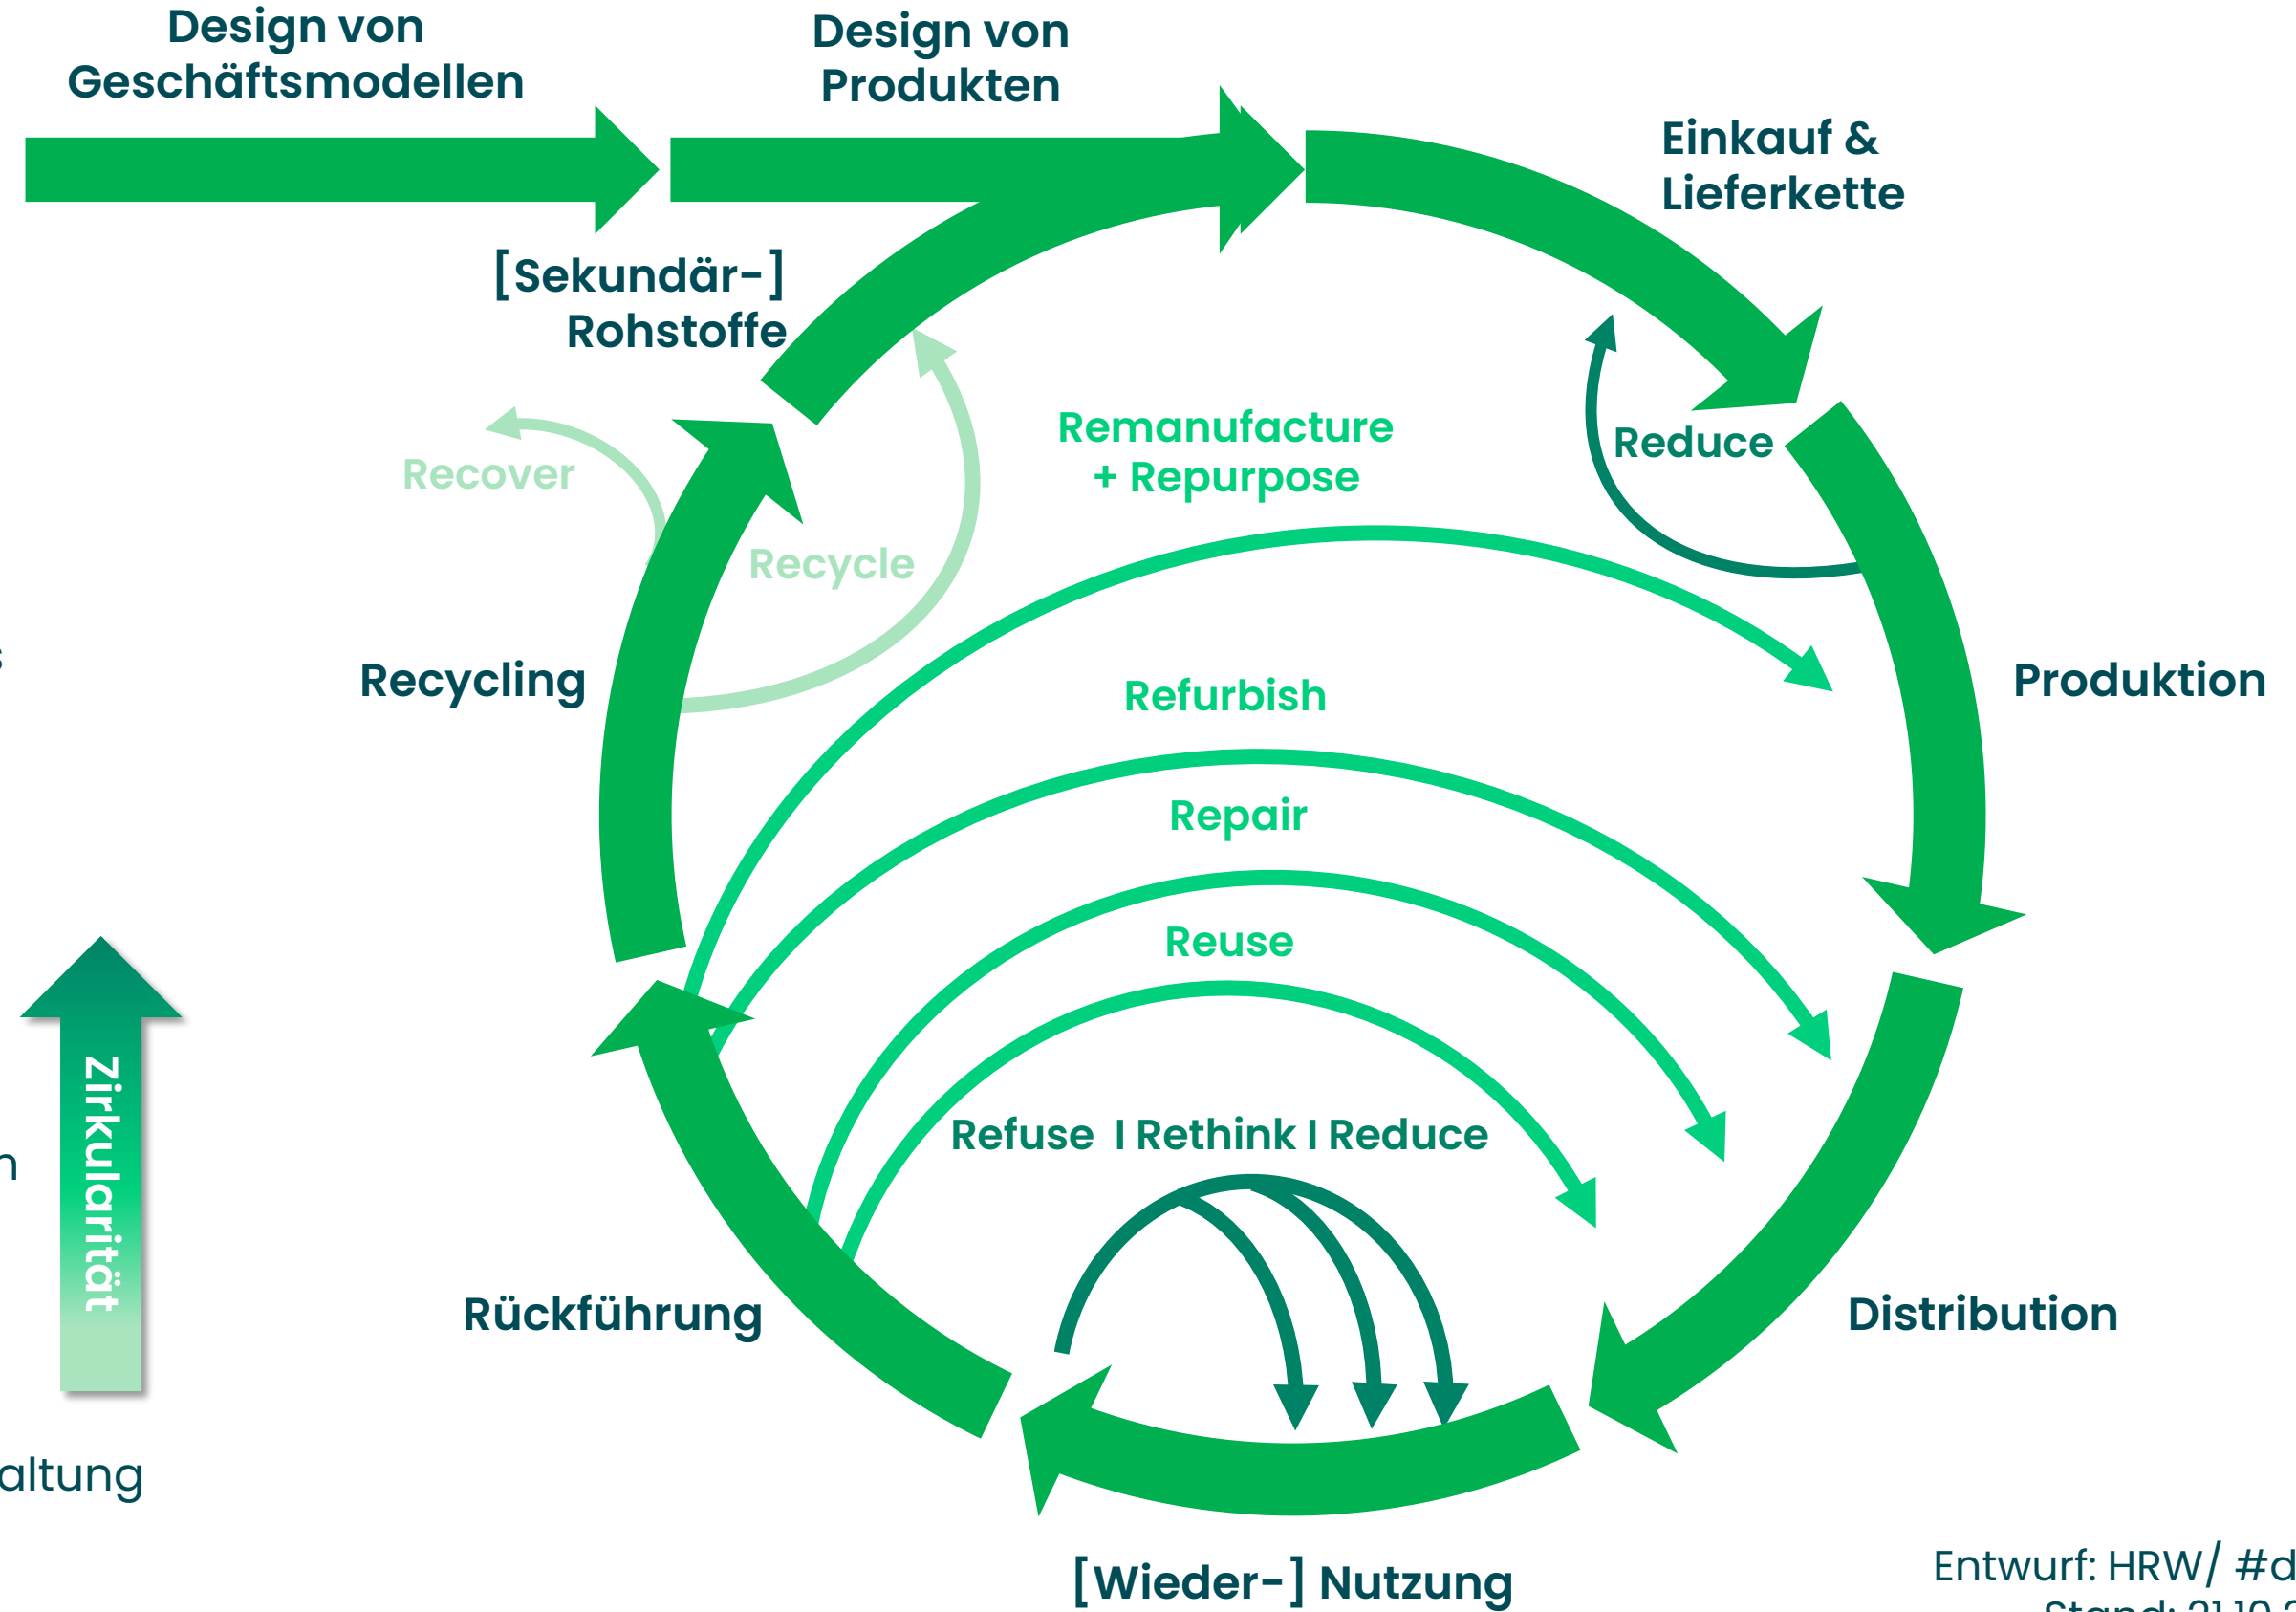 Design von
Geschäftsmodellen
Design von
Produkten
Einkauf &
Lieferkette
[Sekundär-]
Rohstoffe
Remanufacture
+ Repurpose
Reduce
Recover
Recycle
Recycling
Refurbish
Produktion
Repair
Reuse
Zirkularität
Refuse I Rethink I Reduce
Rückführung
Distribution
altung
[Wieder-] Nutzung
Entwurf: HRW/ #d